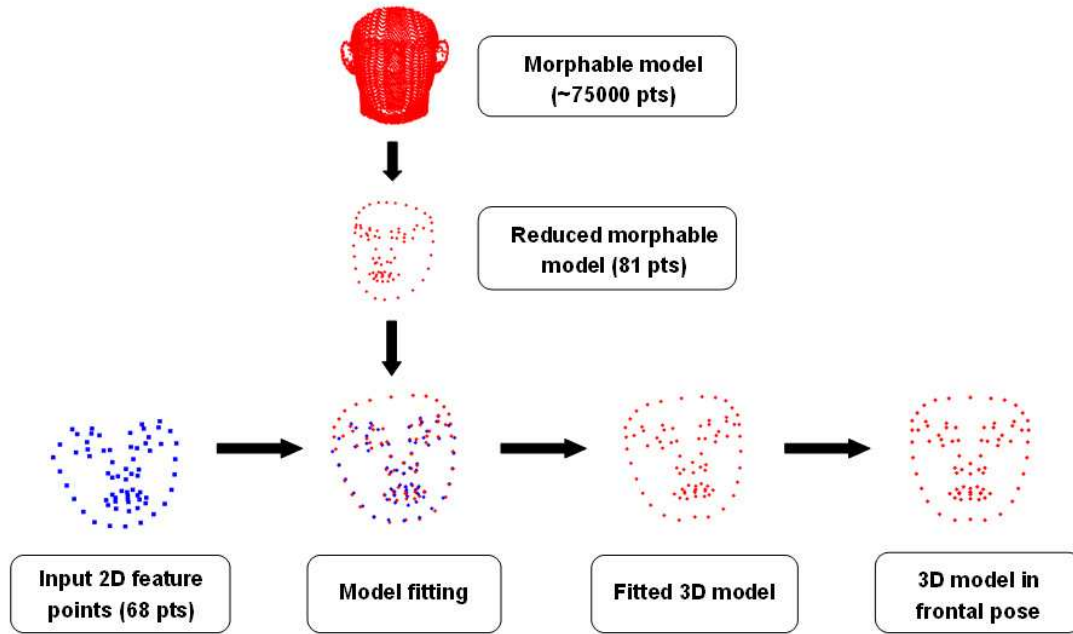 Morphable model
(~75000 pts)
Reduced morphable
model (81 pts)
Input 2D feature
points (68 pts)
Model fitting
Fitted 3D model
3D model in
frontal pose